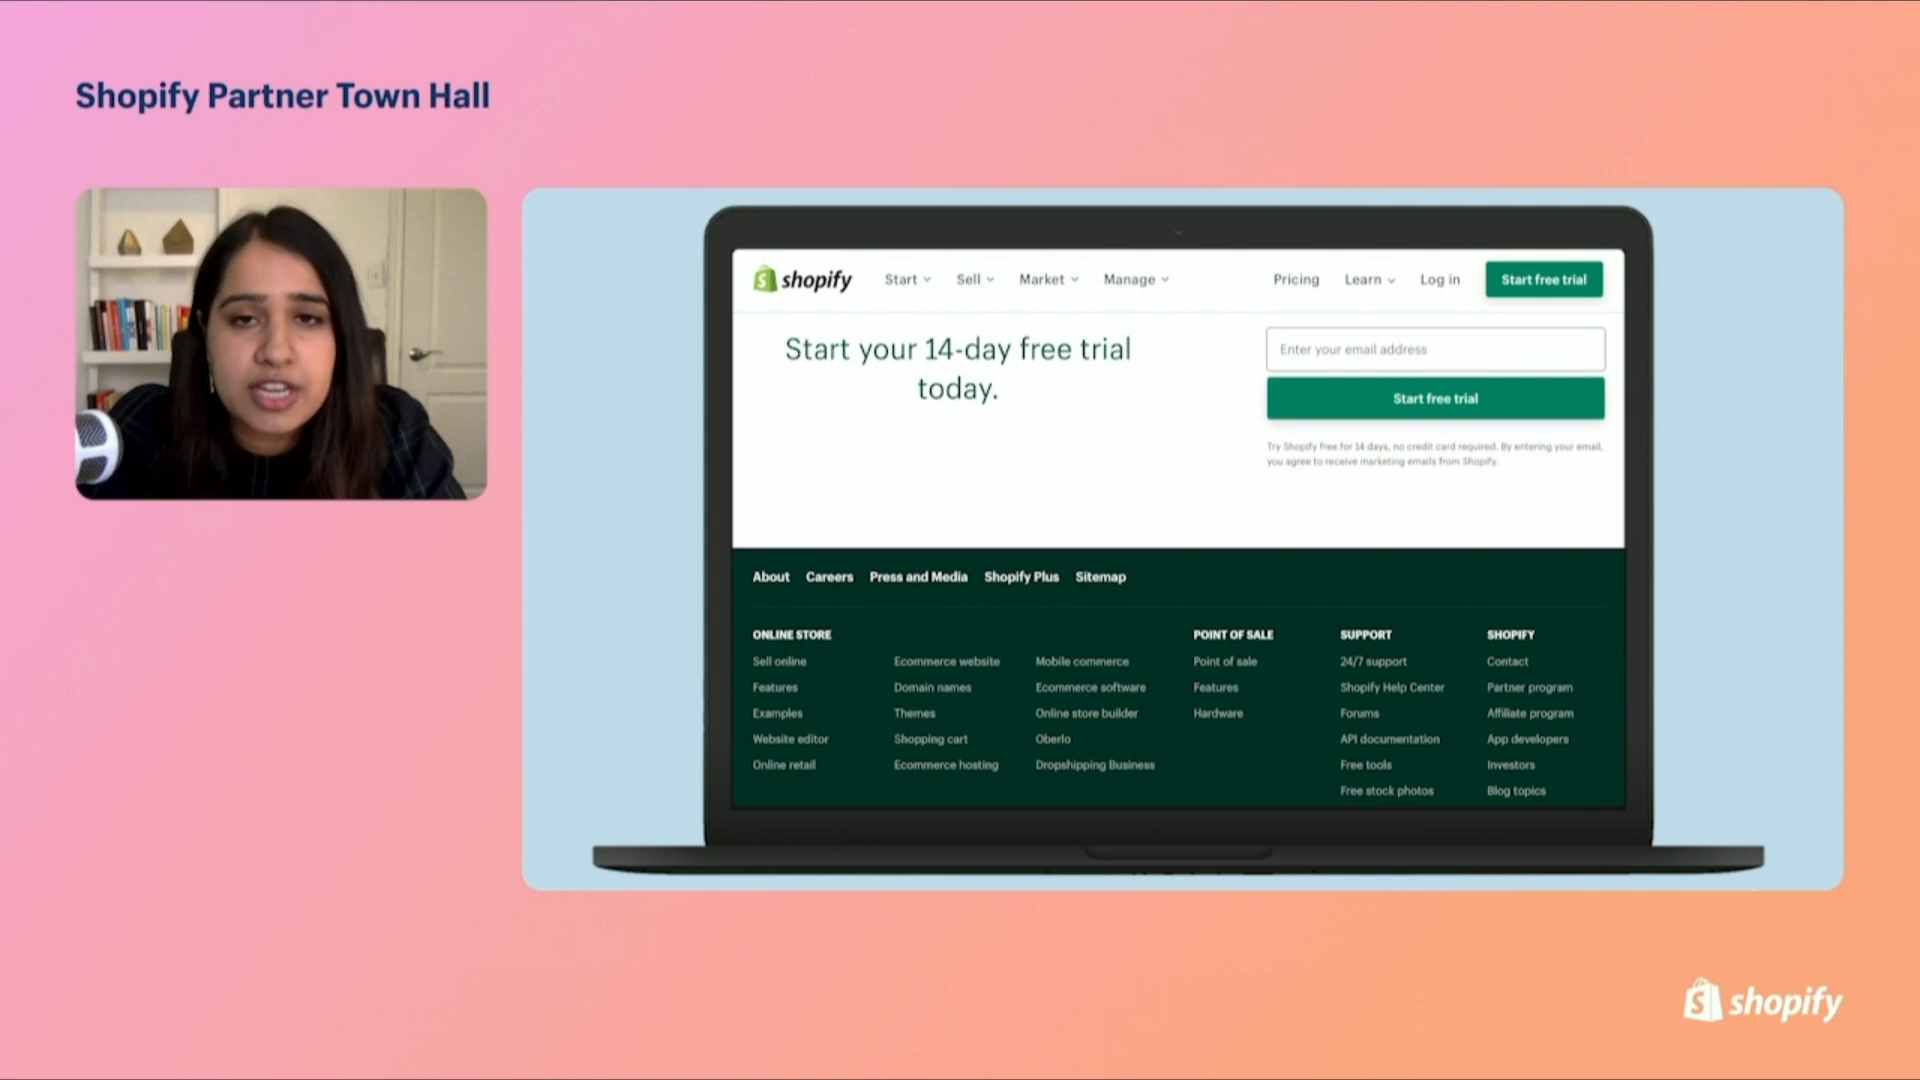 Shopify Partner Town Hall
shopify
Start
Sell
Market
Manage
Pricing
Learn
Log in
Start free trial
Start your 14-day free trial
today.
Enter your email address
Start free trial
Try Shopify free for 14 days, no credit card required. By entering your email,
you agree to receive marketing emails from Shopify.
About
Careers
Press and Media
Shopify Plus
Sitemap
ONLINE STORE
Sell online
Features
Examples
Website editor
Online retail
Ecommerce website
Domain names
Themes
Shopping cart
Ecommerce hosting
Mobile commerce
Ecommerce software
Online store builder
Oberlo
Dropshipping Business
POINT OF SALE
Point of sale
Features
Hardware
SUPPORT
24/7 support
Shopify Help Center
Forums
API documentation
Free tools
Free stock photos
SHOPIFY
Contact
Partner program
Affiliate program
App developers
Investors
Blog topics
shopify